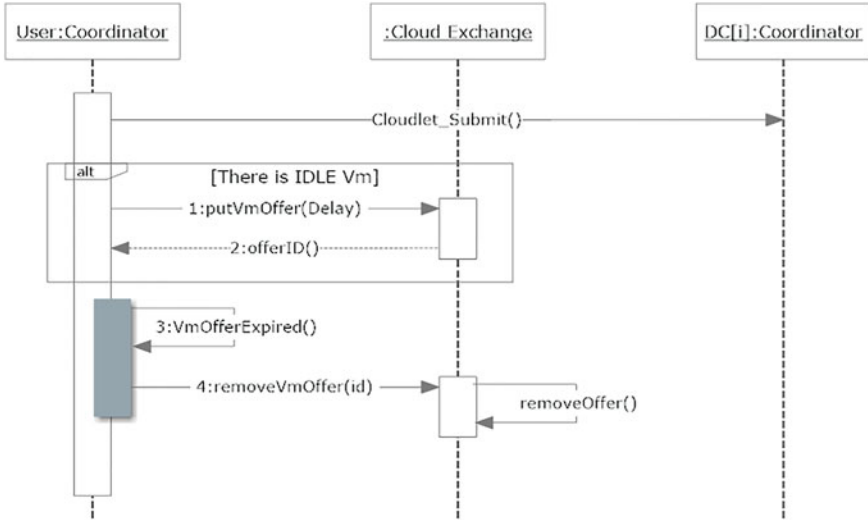 User:Coordinator
:Cloud Exchange
DC[i]:Coordinator
Cloudlet_Submit()
alt
[There is IDLE Vm]
1:putVmOffer(Delay)
2:offerID()
3:VmOfferExpired()
4:removeVmOffer(id)
removeOffer()